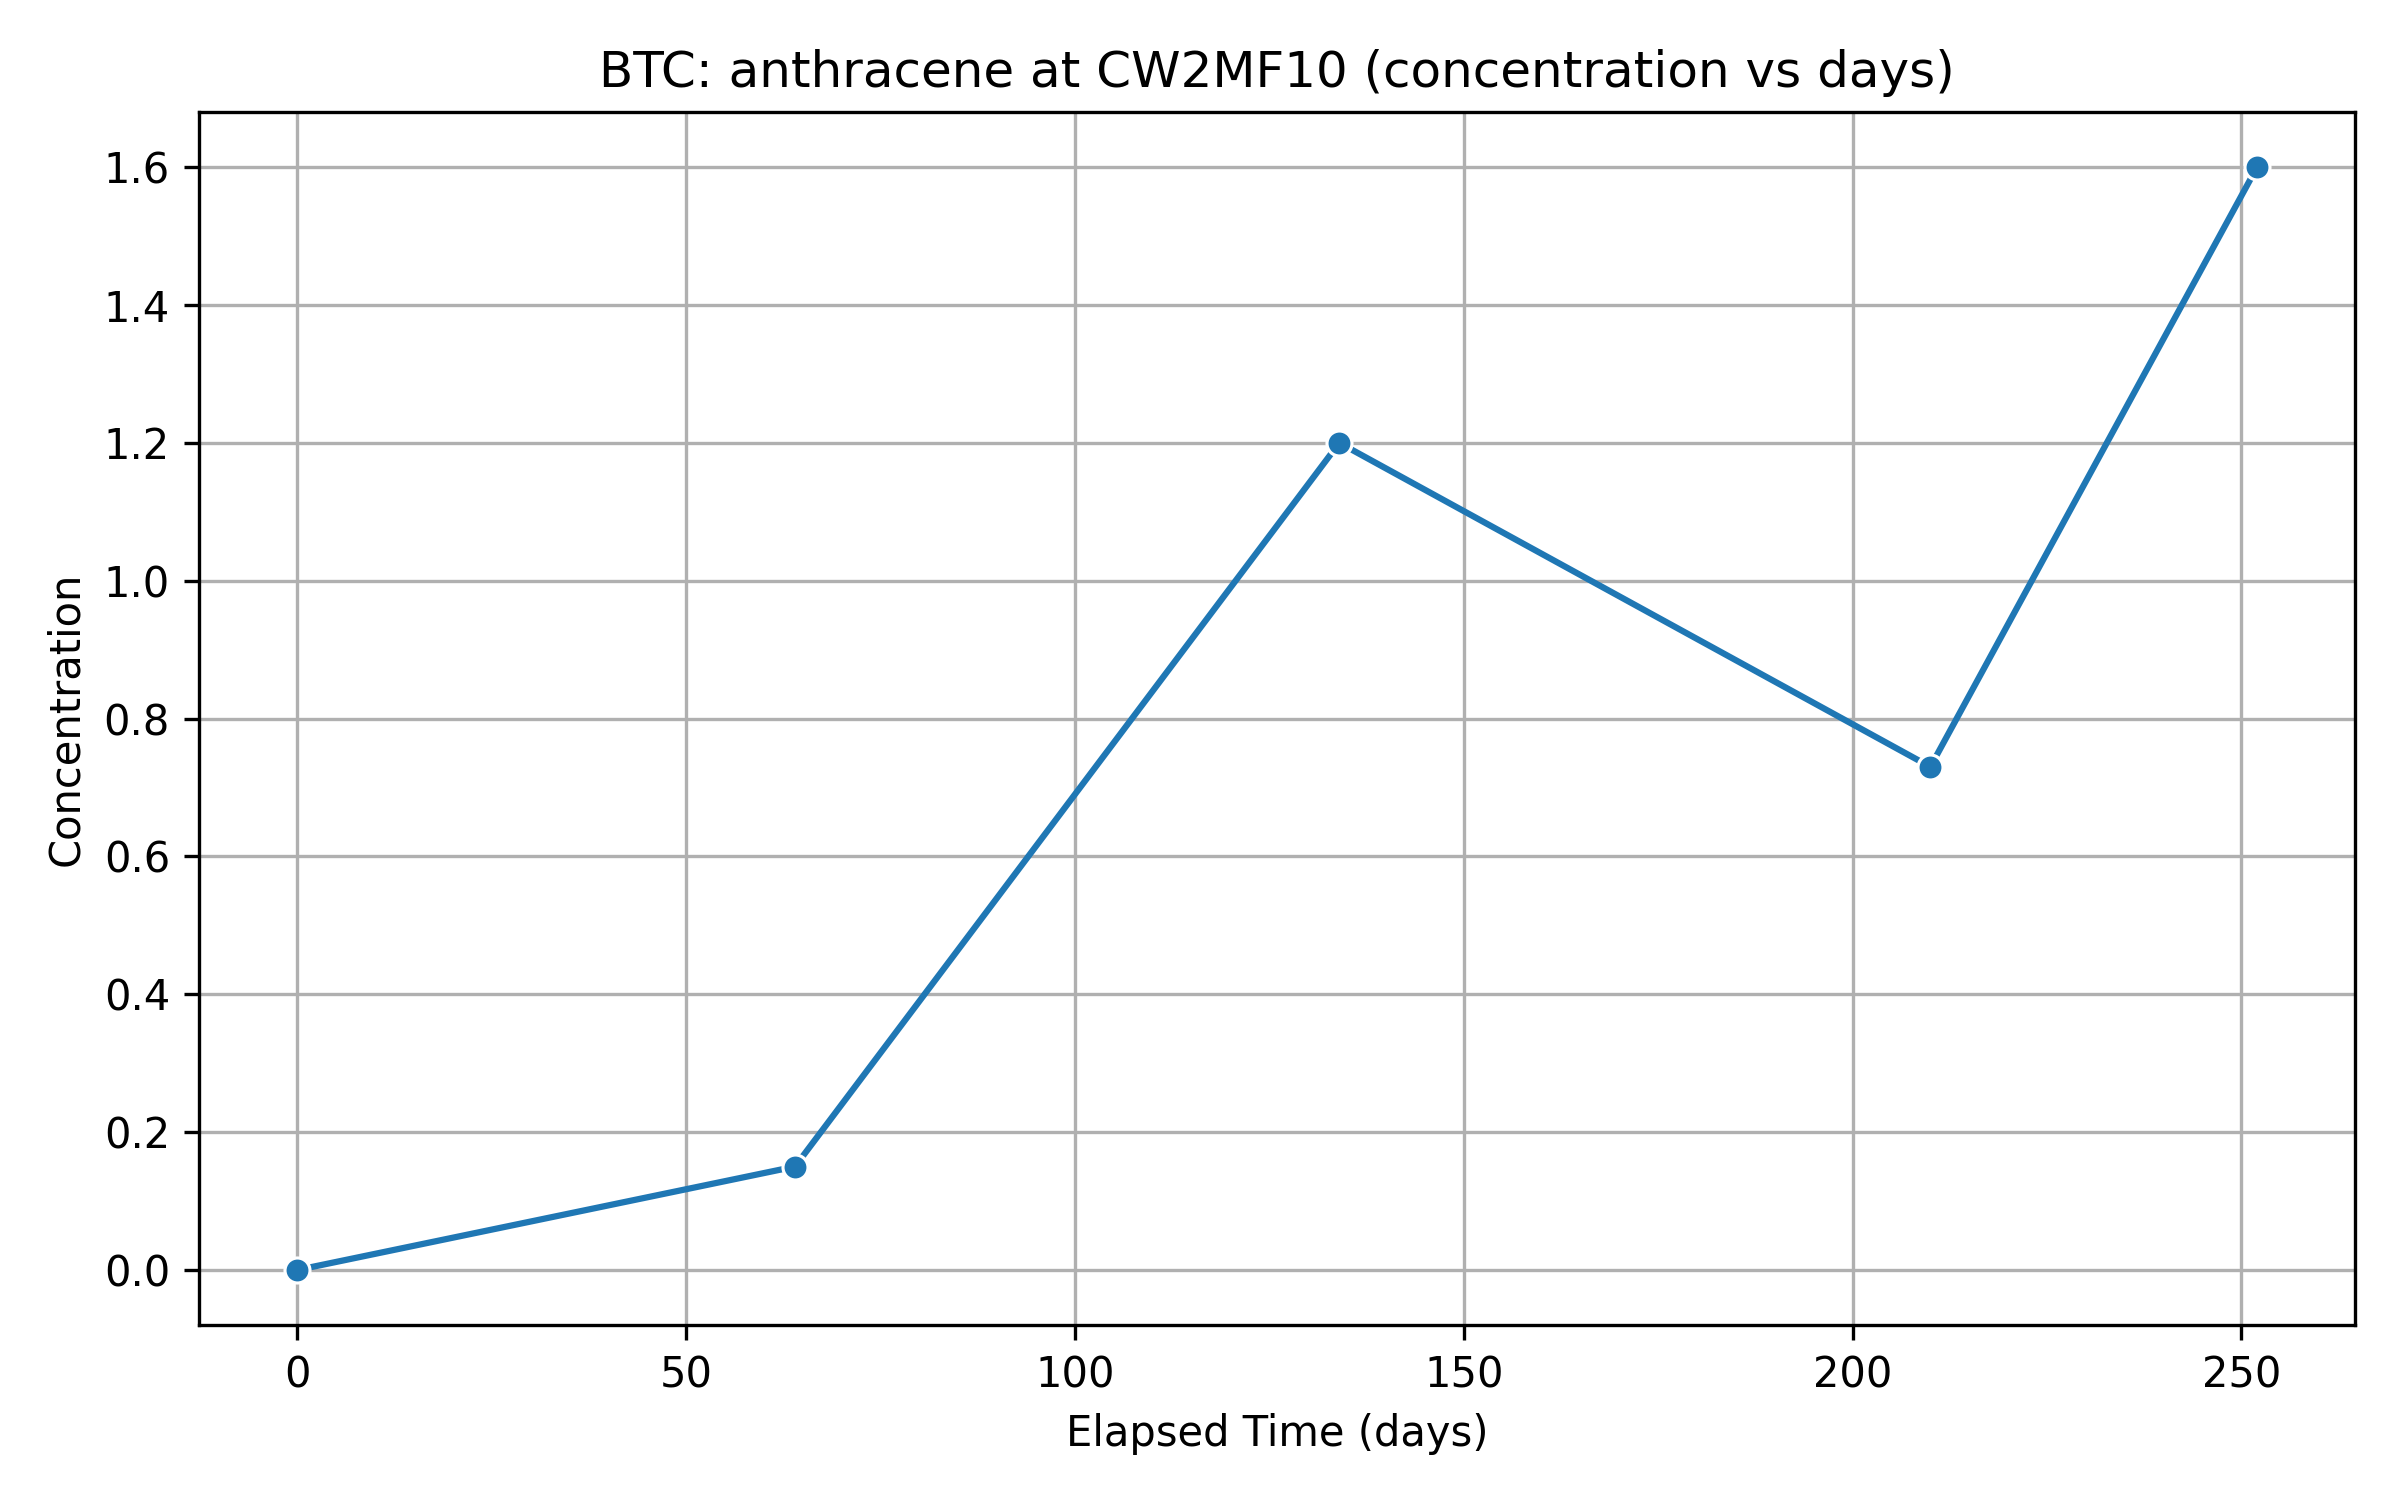 BTC: anthracene at CW2MF10 (concentration vs days)
1.6
1.4
1.2
1.0
0.8
0.6
0.4
0.2
0.0
Concentration
0 50 100 150 200 250
Elapsed Time (days)